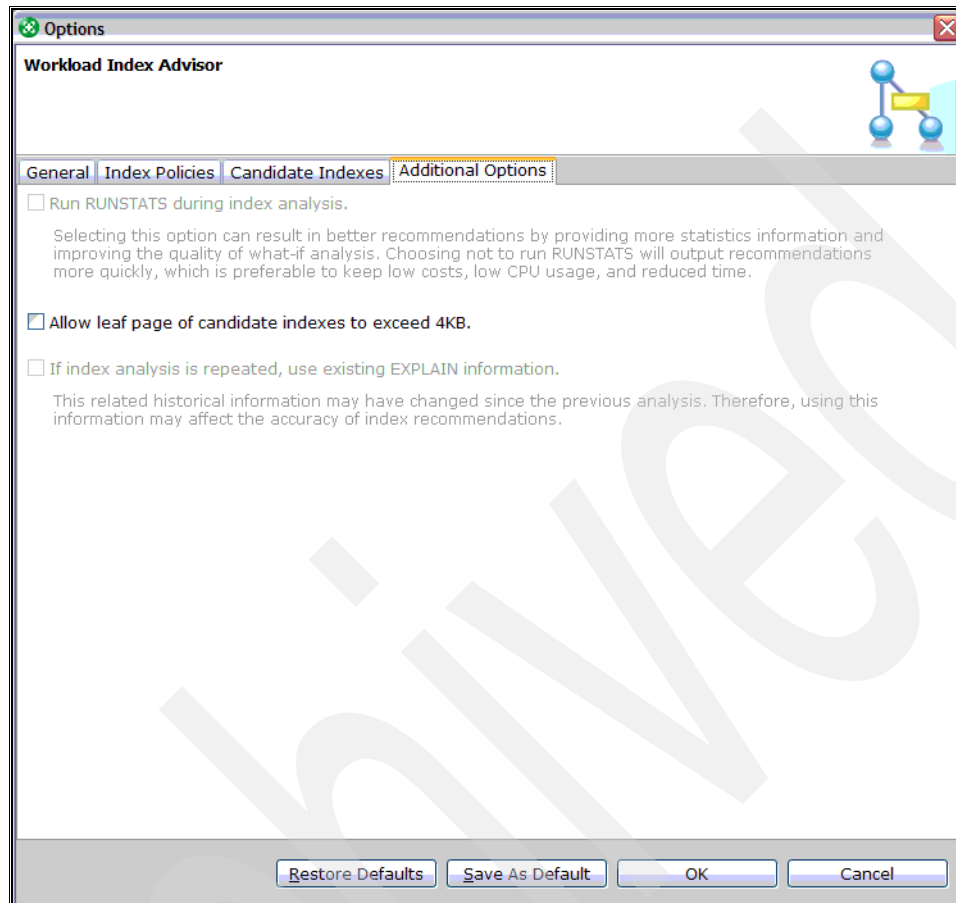 Options
Workload Index Advisor
General Index Policies Candidate Indexes Additional Options
Run RUNSTATS during index analysis.
Selecting this option can result in better recommendations by providing more statistics information and
improving the quality of what-if analysis. Choosing not to run RUNSTATS will output recommendations
more quickly, which is preferable to keep low costs, low CPU usage, and reduced time.
Allow leaf page of candidate indexes to exceed 4KB.
If index analysis is repeated, use existing EXPLAIN information.
This related historical information may have changed since the previous analysis. Therefore, using this
information may affect the accuracy of index recommendations.
Restore Defaults Save As Default OK Cancel